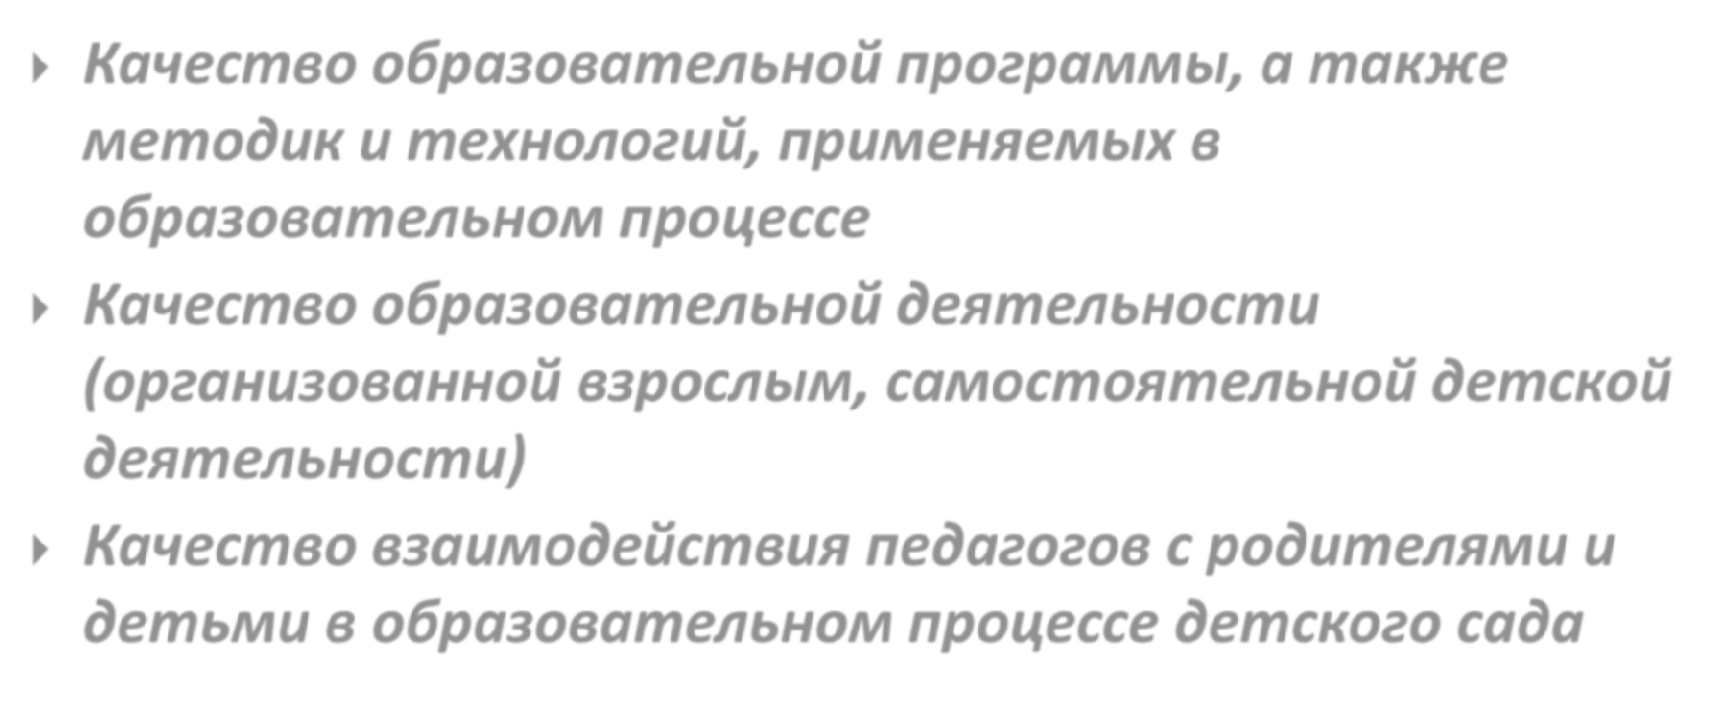 Качество образовательной программы, а также
методик и технологий, применяемых в
образовательном процессе
Качество образовательной деятельности
(организованной взрослым, самостоятельной детской
деятельности)
Качество взаимодействия педагогов с родителями и
детьми в образовательном процессе детского сада